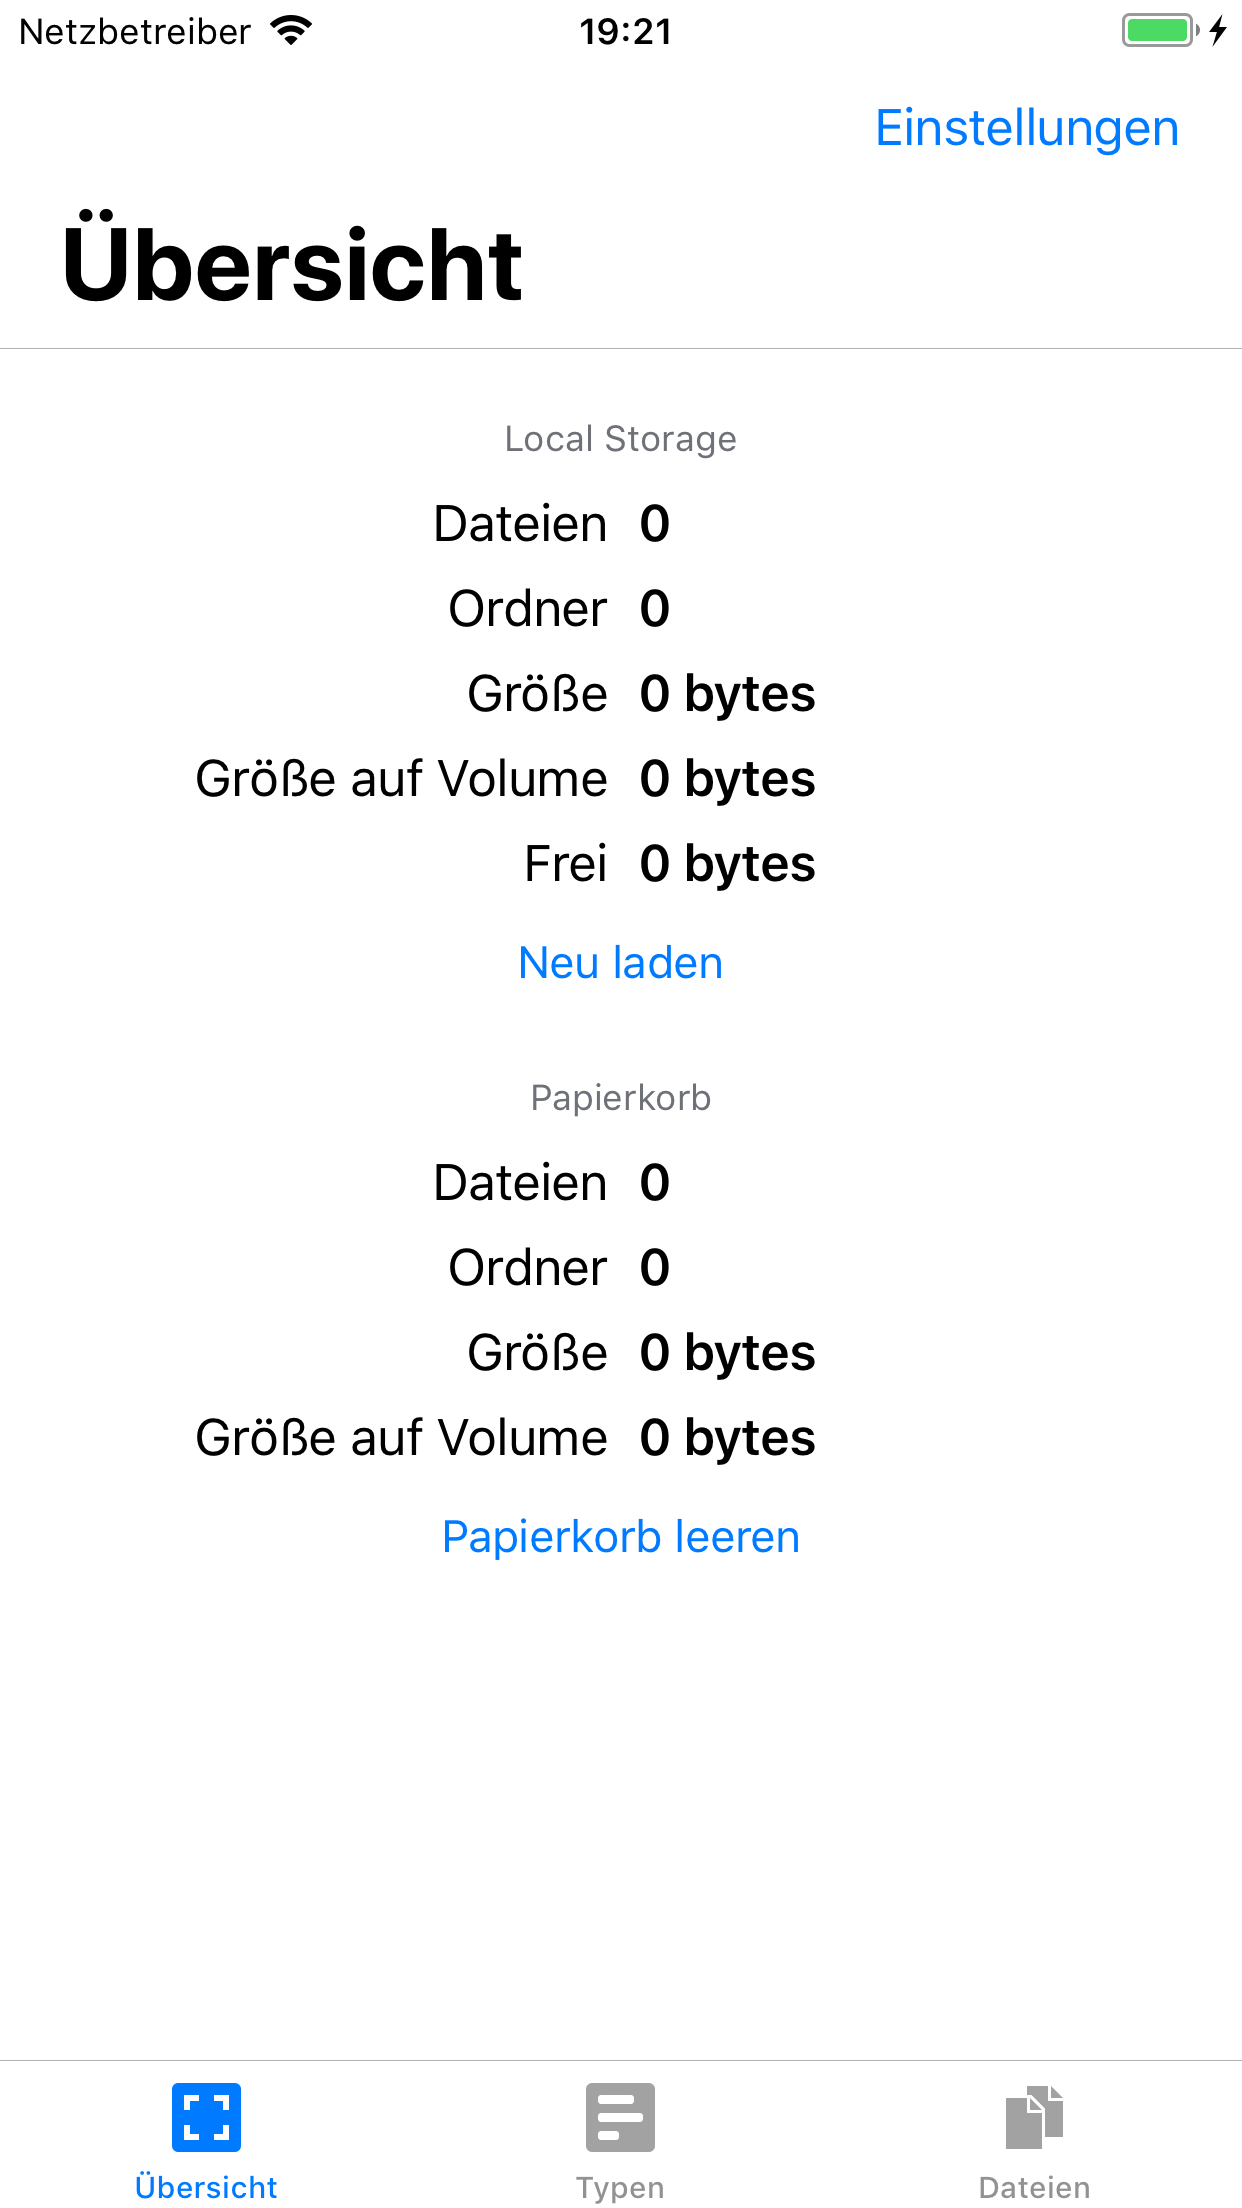 Netzbetreiber 19:21
Einstellungen
Übersicht
Local Storage
Dateien 0
Ordner 0
Größe 0 bytes
Größe auf Volume 0 bytes
Frei 0 bytes
Neu laden
Papierkorb
Dateien 0
Ordner 0
Größe 0 bytes
Größe auf Volume 0 bytes
Papierkorb leeren
Übersicht Typen Dateien